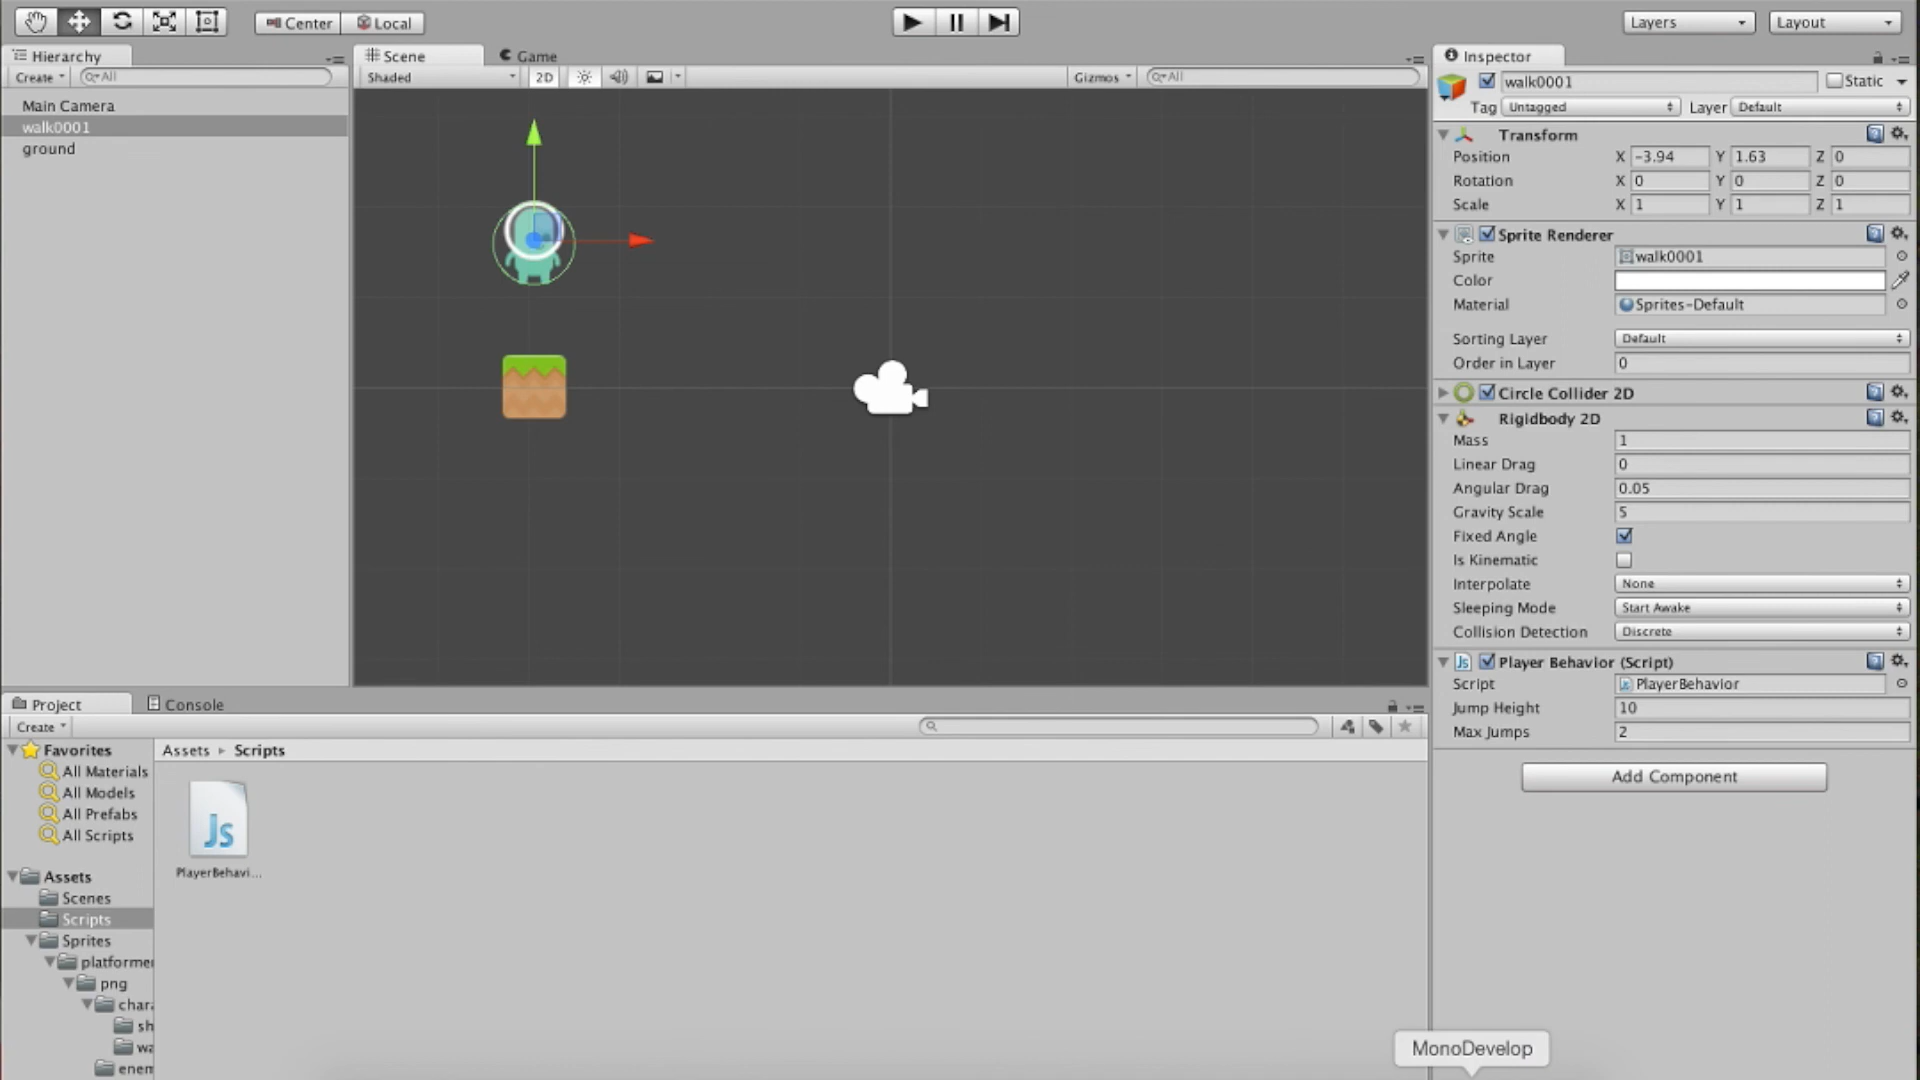 Center Local
Layers Layout
Hierarchy
Create All
Main Camera
walk0001
ground
Scene Game
Shaded 2D Gizmos All
Inspector
walk0001 Static
Tag Untagged Layer Default
Transform
Position X -3.94 Y 1.63 Z 0
Rotation X 0 Y 0 Z 0
Scale X 1 Y 1 Z 1
Sprite Renderer
Sprite walk0001
Color
Material Sprites-Default
Sorting Layer Default
Order in Layer 0
Circle Collider 2D
Rigidbody 2D
Mass 1
Linear Drag 0
Angular Drag 0.05
Gravity Scale 5
Fixed Angle
Is Kinematic
Interpolate None
Sleeping Mode Start Awake
Collision Detection Discrete
Js Player Behavior (Script)
Script PlayerBehavior
Jump Height 10
Max Jumps 2
Add Component
Project Console
Create
Favorites
All Materials
All Models
All Prefabs
All Scripts
Assets
Scenes
Scripts
Sprites
platformer
png
chara
sh
wa
enem
Assets Scripts
Js
PlayerBehavi...
MonoDevelop